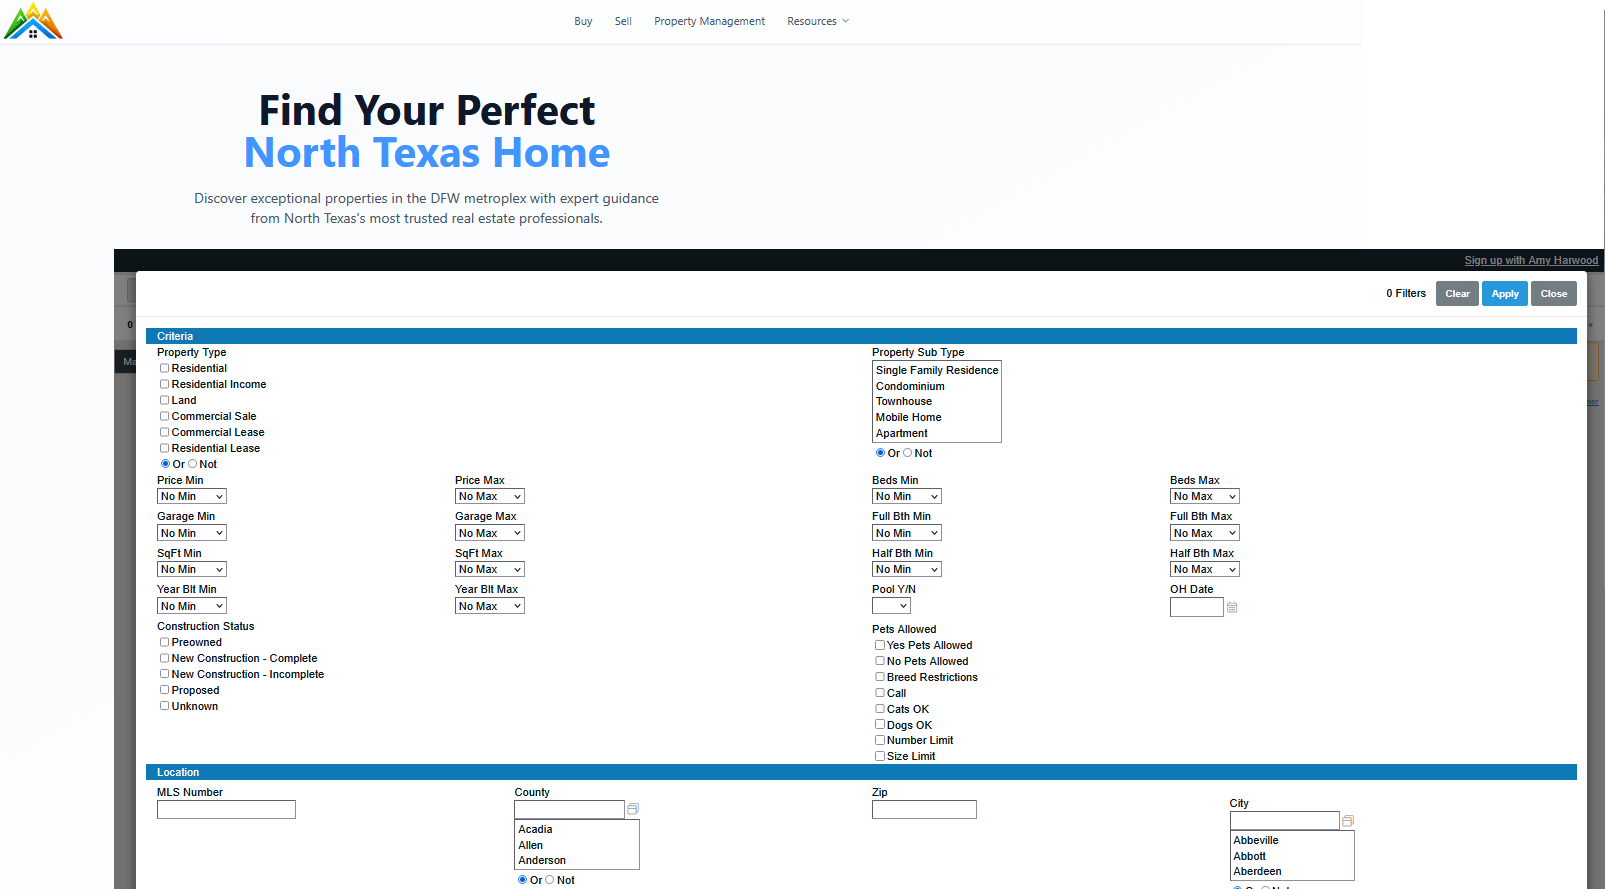 Buy Sell Property Management Resources
Find Your Perfect
North Texas Home
Discover exceptional properties in the DFW metroplex with expert guidance
from North Texas's most trusted real estate professionals.
Sign up with Amy Harwood
0 Filters Clear Apply Close
0
Criteria
Property Type
Residential
Residential Income
Land
Commercial Sale
Commercial Lease
Residential Lease
Or Not
Property Sub Type
Single Family Residence
Condominium
Townhouse
Mobile Home
Apartment
Or Not
Price Min Price Max Beds Min Beds Max
No Min No Max No Min No Max
Garage Min Garage Max Full Bth Min Full Bth Max
No Min No Max No Min No Max
SqFt Min SqFt Max Half Bth Min Half Bth Max
No Min No Max No Min No Max
Year Blt Min Year Blt Max Pool Y/N OH Date
No Min No Max
Construction Status
Preowned
New Construction - Complete
New Construction - Incomplete
Proposed
Unknown
Pets Allowed
Yes Pets Allowed
No Pets Allowed
Breed Restrictions
Call
Cats OK
Dogs OK
Number Limit
Size Limit
Location
MLS Number
County
Acadia
Allen
Anderson
Or Not
Zip
City
Abbeville
Abbott
Aberdeen